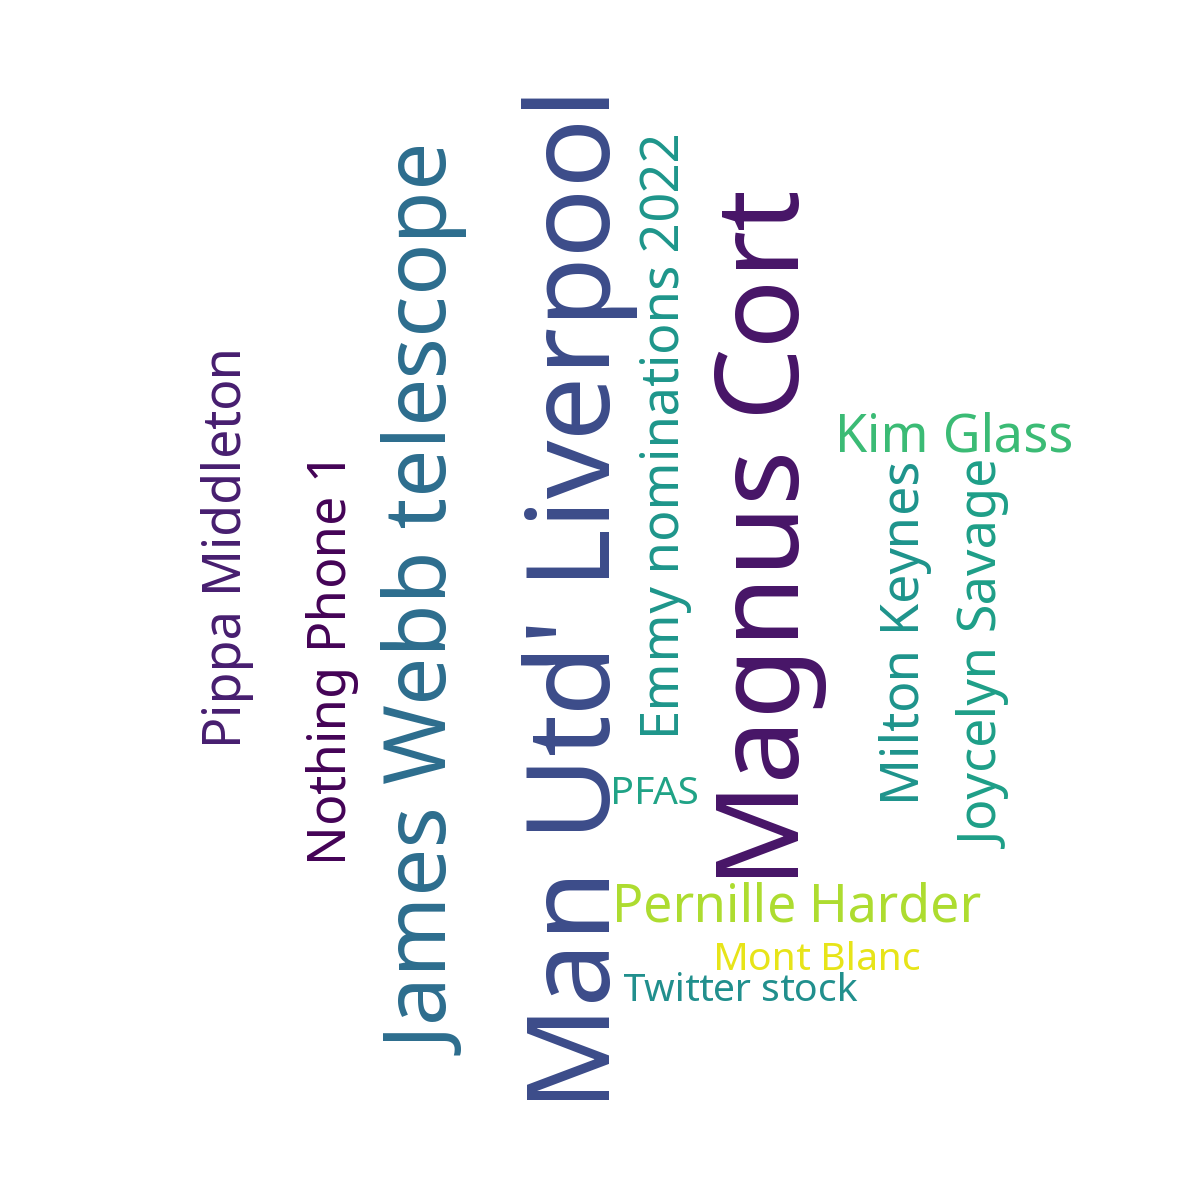 Pippa Middleton
Nothing Phone 1
James Webb telescope
Man Utd' Liverpool
Emmy nominations 2022
Magnus Cort
Kim Glass
Milton Keynes
Joycelyn Savage
PFAS
Pernille Harder
Mont Blanc
Twitter stock